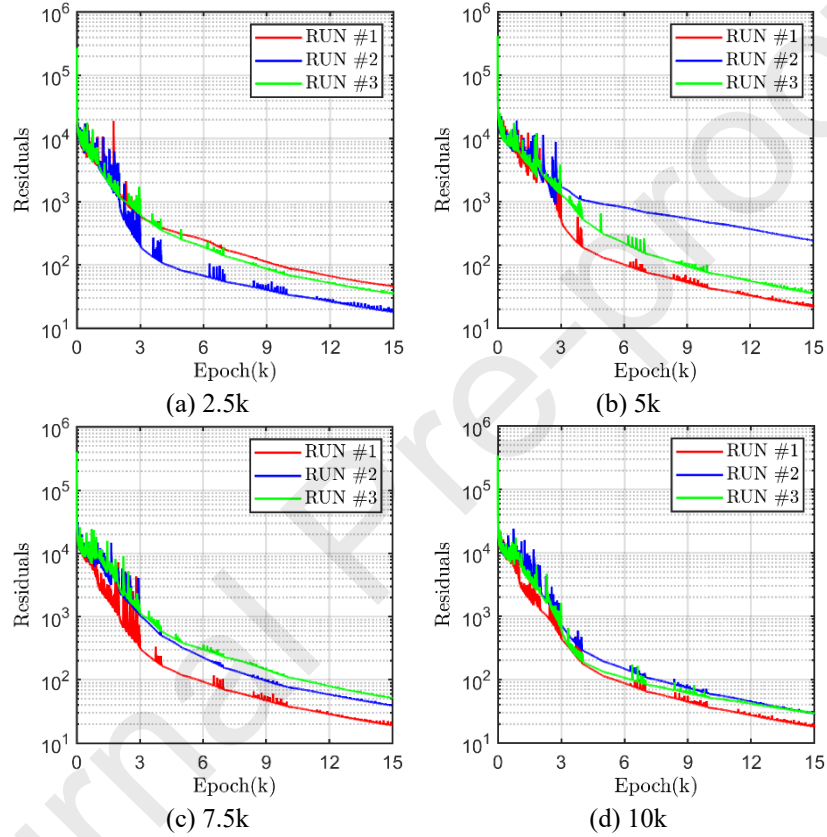 10^6
10^5
10^4
10^3
10^2
10^1
Residuals
RUN #1
RUN #2
RUN #3
0 3 6 9 12 15
Epoch(k)
(a) 2.5k
10^6
10^5
10^4
10^3
10^2
10^1
Residuals
RUN #1
RUN #2
RUN #3
0 3 6 9 12 15
Epoch(k)
(b) 5k
10^6
10^5
10^4
10^3
10^2
10^1
Residuals
RUN #1
RUN #2
RUN #3
0 3 6 9 12 15
Epoch(k)
(c) 7.5k
10^6
10^5
10^4
10^3
10^2
10^1
Residuals
RUN #1
RUN #2
RUN #3
0 3 6 9 12 15
Epoch(k)
(d) 10k
urnal Pre-proo